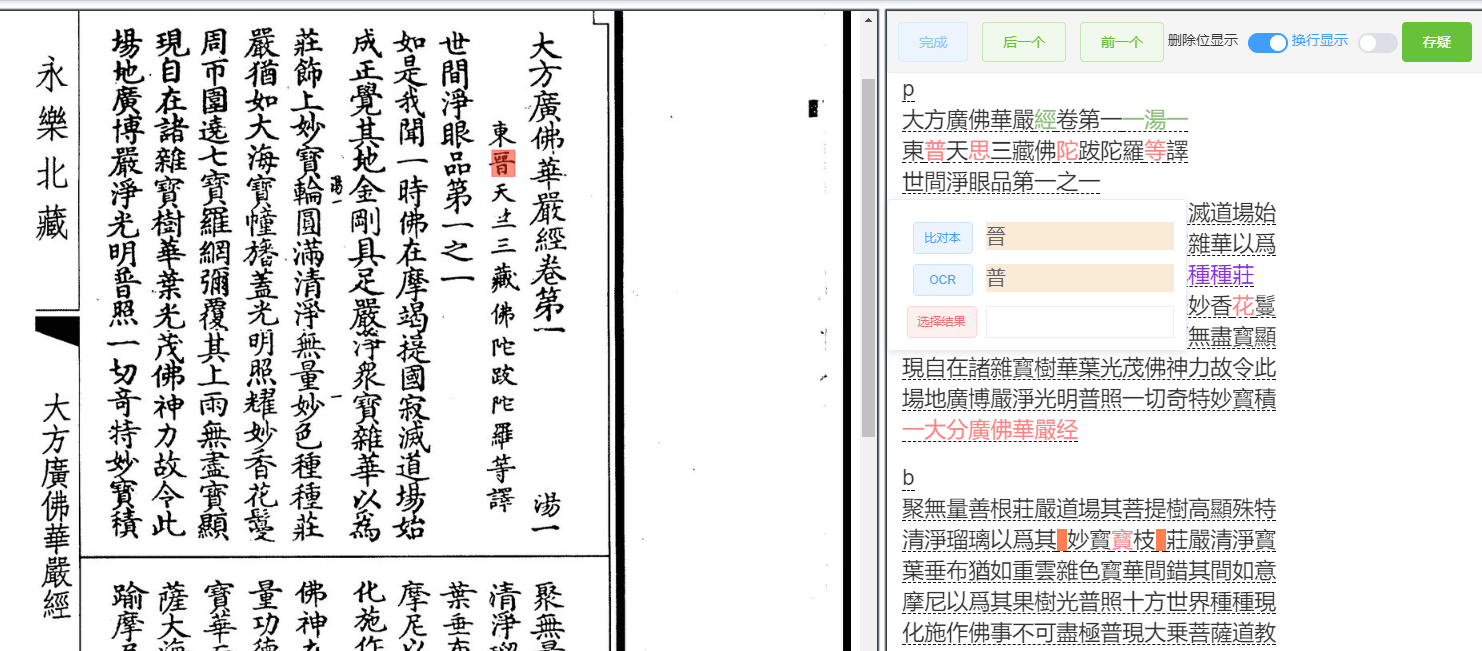 永樂北藏
大方廣佛華嚴經
大方廣佛華嚴經卷第一 湯一
東晉天三藏佛陀跋陀羅等譯
世間淨眼品第一之一
如是我聞一時佛在摩竭提國寂滅道場始
成正覺其地金剛具足嚴淨衆寶雜華以為
湯一
一
莊飾上妙寶輪圓滿清淨無量妙色種種莊
嚴猶如大海寶幢旛蓋光明照耀妙香花鬘
周帀圍遶七寶羅網彌覆其上雨無盡寶顯
現自在諸雜寶樹華葉光茂佛神力故令此
場地廣博嚴淨光明普照一切奇特妙寶積
聚無量
清淨瑠
葉垂布
摩尼以
化施作
佛神力
量功德
寶華
薩大海
踰摩
完成 后一个 前一个 删除位显示 换行显示 存疑
p
大方廣佛華嚴經卷第一一湯一
東普天思三藏佛陀跋陀羅等譯
世間淨眼品第一之一
滅道場始
雜華以爲
種種莊
妙香花鬘
無盡寳顯
比对本 晉
OCR 普
选择结果
現自在諸雜寳樹華葉光茂佛神力故令此
場地廣博嚴淨光明普照一切奇特妙寳積
一大分廣佛華嚴经
b
聚無量善根莊嚴道場其菩提樹高顯殊特
清淨瑠璃以爲其妙寳寶枝莊嚴清淨寳
葉垂布猶如重雲雜色寳華間錯其間如意
摩尼以爲其果樹光普照十方世界種種現
化施作佛事不可盡極普現大乗菩薩道教